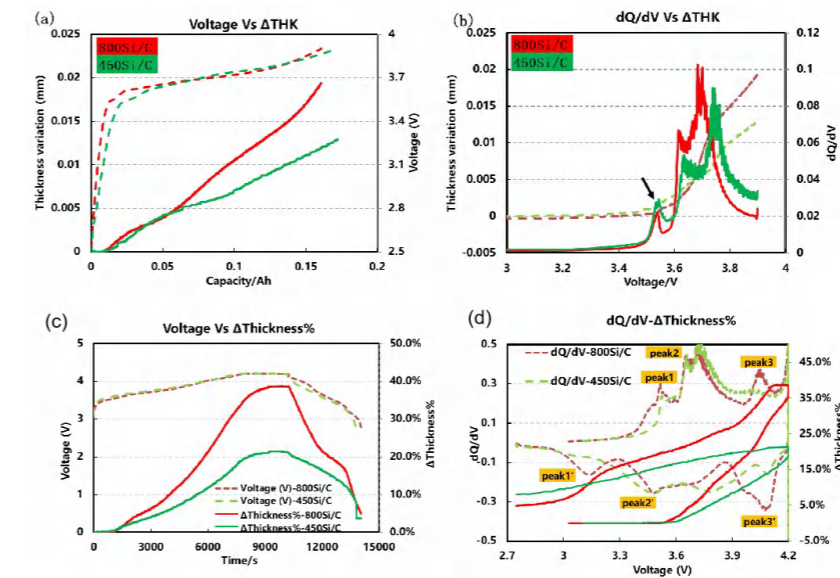 (a)
Voltage Vs ΔTHK
800Si/C
450Si/C
Thickness variation (mm)
0.025
0.02
0.015
0.01
0.005
0
Voltage (V)
4
3.7
3.4
3.1
2.8
2.5
0
0.05
0.1
0.15
0.2
Capacity/Ah
(b)
dQ/dV Vs ΔTHK
800Si/C
450Si/C
Thickness variation (mm)
0.025
0.02
0.015
0.01
0.005
0
-0.005
dQ/dV
0.12
0.1
0.08
0.06
0.04
0.02
0
3
3.2
3.4
3.6
3.8
4
Voltage/V
(c)
Voltage Vs ΔThickness%
Voltage (V)
5
4
3
2
1
0
ΔThickness%
50.0%
40.0%
30.0%
20.0%
10.0%
0.0%
Voltage (V)-800Si/C
Voltage (V)-450Si/C
ΔThickness%-800Si/C
ΔThickness%-450Si/C
0
3000
6000
9000
12000
15000
Time/s
(d)
dQ/dV-ΔThickness%
dQ/dV-800Si/C
dQ/dV-450Si/C
peak1
peak2
peak3
peak1'
peak2'
peak3'
dQ/dV
0.5
0.3
0.1
-0.1
-0.3
-0.5
ΔThickness%
45.0%
35.0%
25.0%
15.0%
5.0%
-5.0%
2.7
3
3.3
3.6
3.9
4.2
Voltage (V)